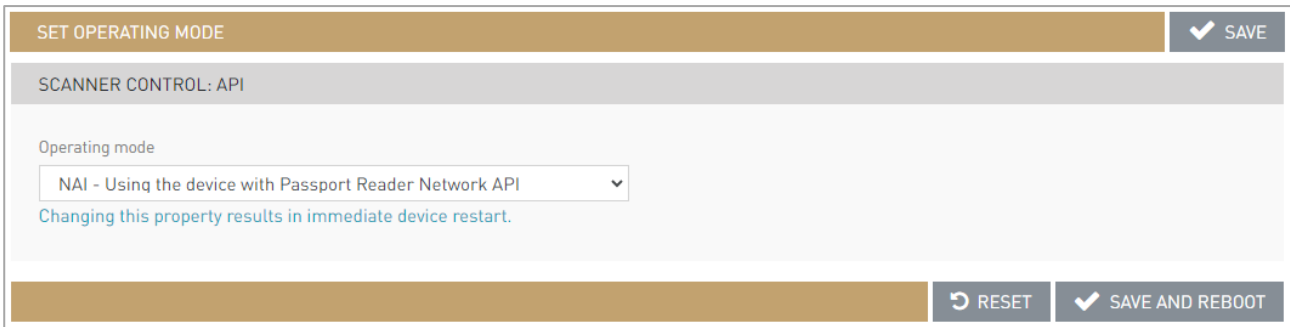 SET OPERATING MODE
SAVE
SCANNER CONTROL: API
Operating mode
NAI - Using the device with Passport Reader Network API
Changing this property results in immediate device restart.
RESET
SAVE AND REBOOT